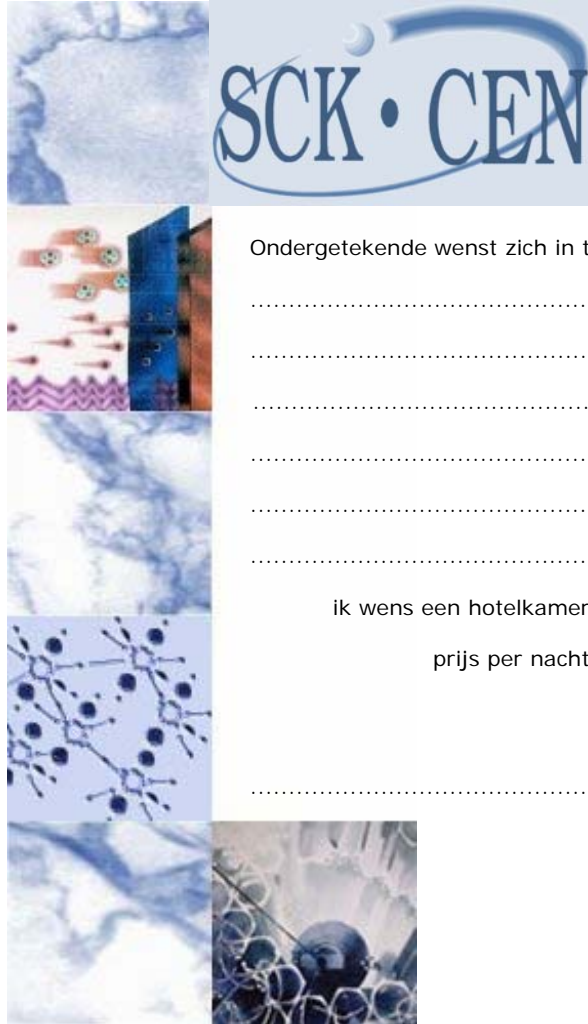 SCK • CEN
Ondergetekende wenst zich in t
......................................................
......................................................
......................................................
......................................................
......................................................
......................................................
ik wens een hotelkamer
prijs per nacht
......................................................